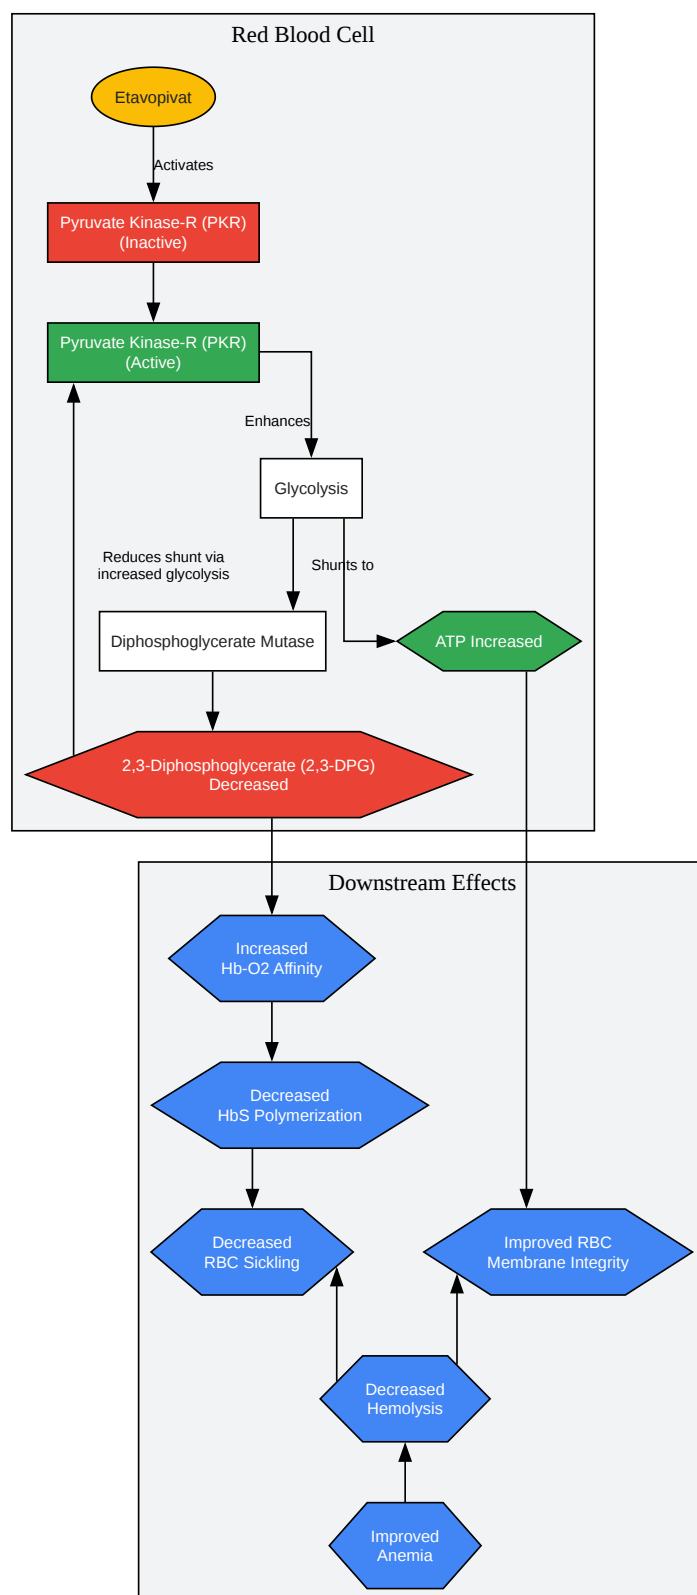 Red Blood Cell
Etavopivat
Activates
Pyruvate Kinase-R (PKR)
(Inactive)
Pyruvate Kinase-R (PKR)
(Active)
Enhances
Glycolysis
Reduces shunt via
increased glycolysis
Shunts to
Diphosphoglycerate Mutase
ATP Increased
2,3-Diphosphoglycerate (2,3-DPG)
Decreased
Downstream Effects
Increased
Hb-O2 Affinity
Decreased
HbS Polymerization
Decreased
RBC Sickling
Improved RBC
Membrane Integrity
Decreased
Hemolysis
Improved
Anemia